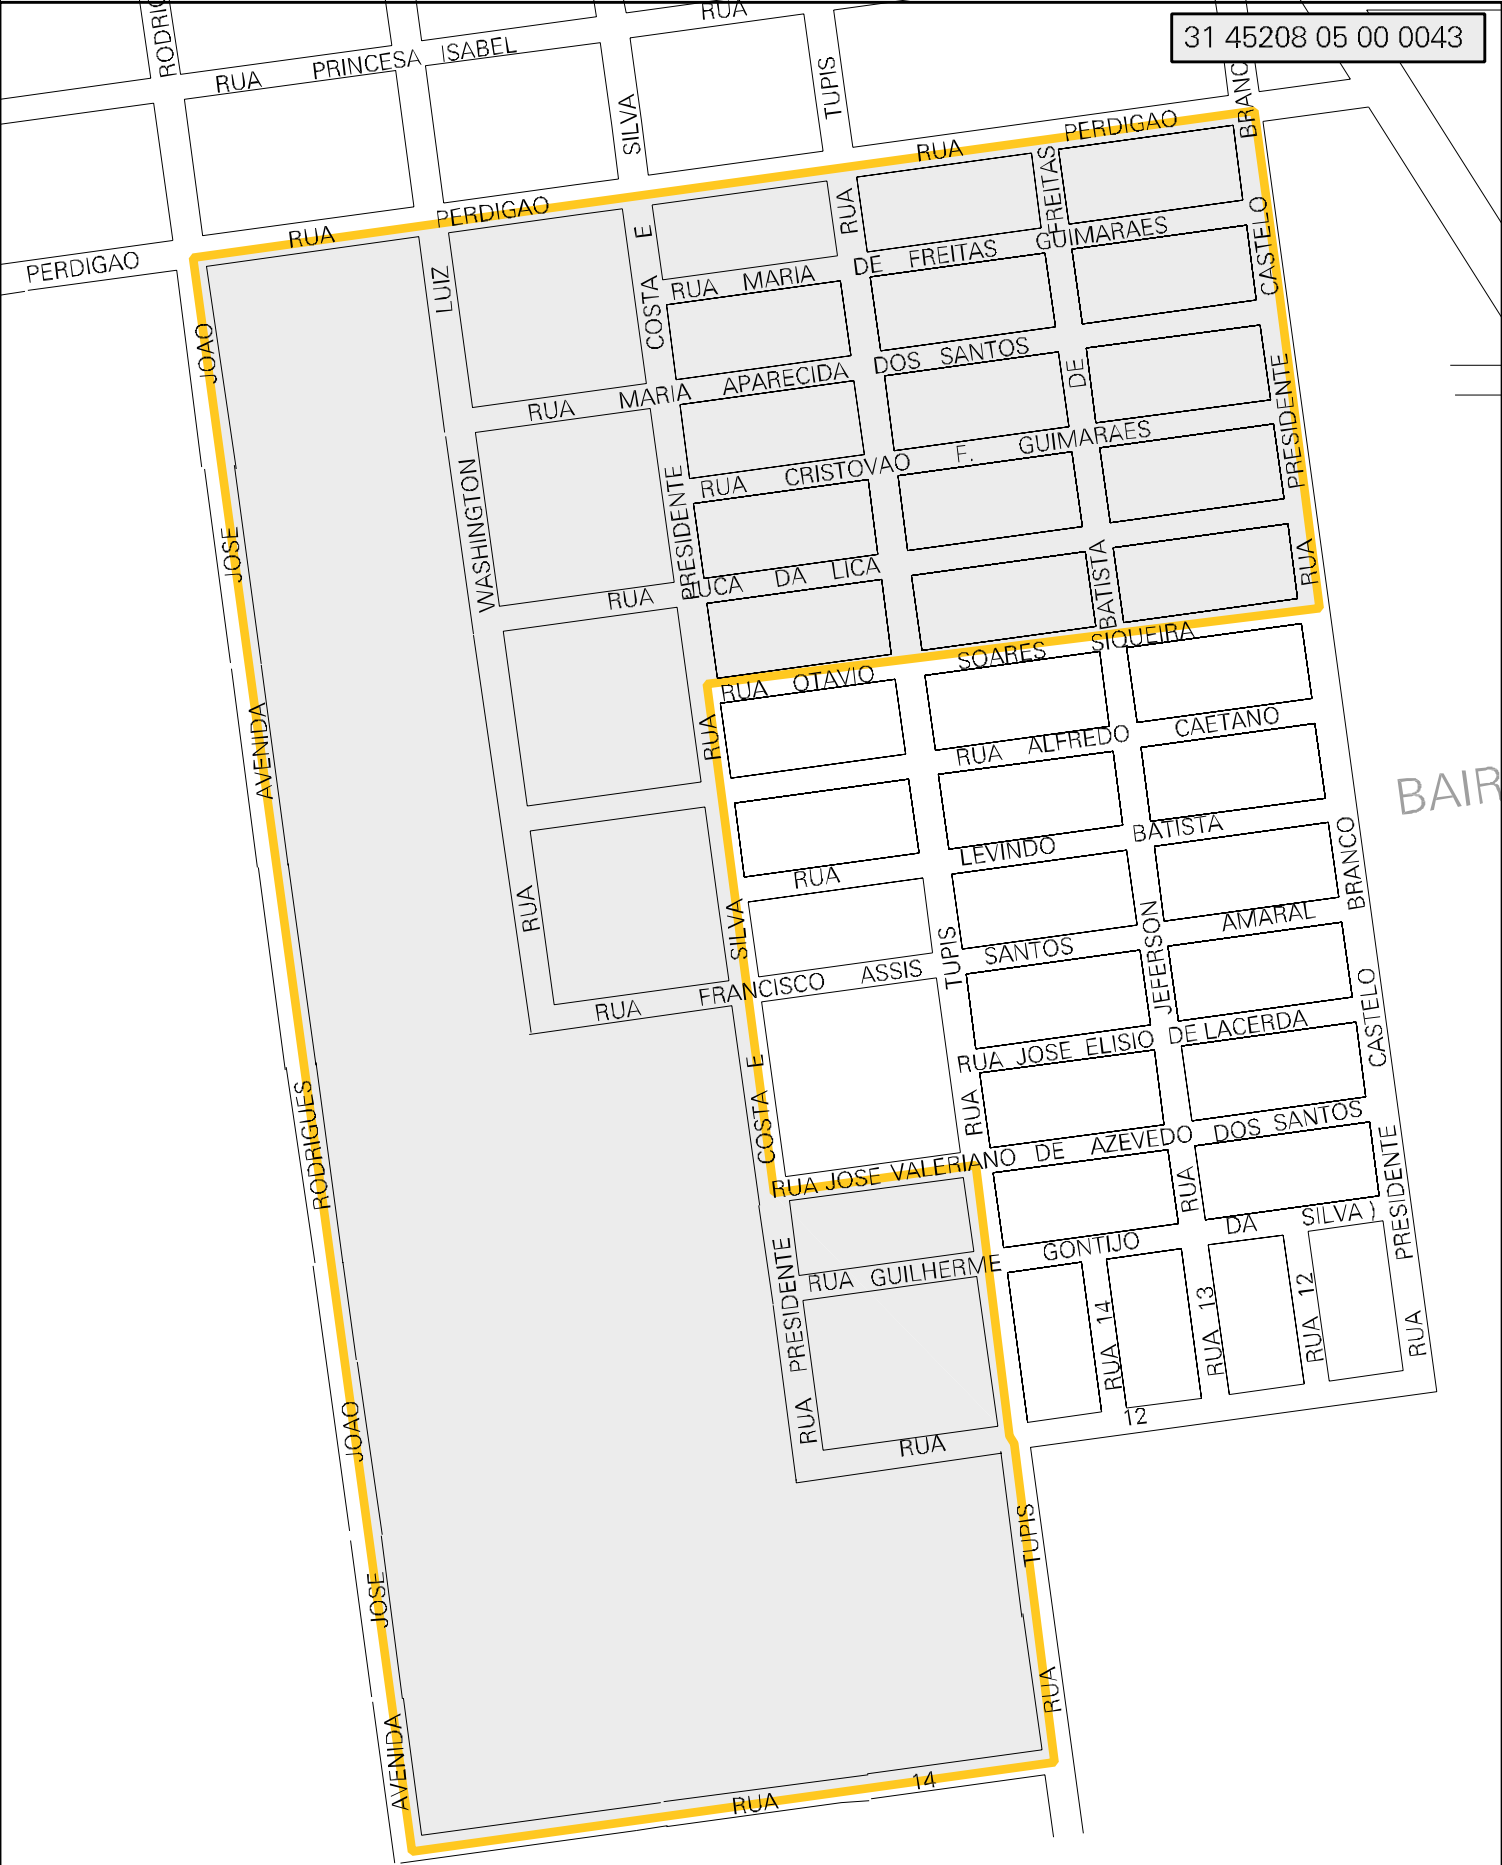 RUA
31 45208 05 00 0043
RUA PRINCESA ISABEL
TUPIS
SILVA
RUA PERDIGAO
RUA PERDIGAO
PERDIGAO
RUA
FREITAS
CASTELO
E
LUIZ
COSTA
RUA MARIA DE FREITAS GUIMARAES
JOAO
RUA MARIA APARECIDA DOS SANTOS
DE
PRESIDENTE
RUA CRISTOVAO F. GUIMARAES
WASHINGTON
PRESIDENTE
JOSE
BATISTA
RUA
RUA JUCA DA LICA
RUA OTAVIO SOARES SIQUEIRA
RUA
AVENIDA
RUA ALFREDO CAETANO
BAIR
RUA LEVINDO BATISTA
BRANCO
RUA
SILVA
TUPIS
JEFERSON
RUA FRANCISCO ASSIS SANTOS AMARAL
CASTELO
E
RUA JOSE ELISIO DE LACERDA
RODRIGUES
COSTA
RUA
RUA JOSE VALERIANO DE AZEVEDO DOS SANTOS
RUA
PRESIDENTE
PRESIDENTE
RUA GUILHERME GONTIJO DA SILVA )
RUA 14
RUA 13
RUA 12
RUA
RUA
JOAO
RUA 12
TUPIS
JOSE
RUA
AVENIDA
RUA 14